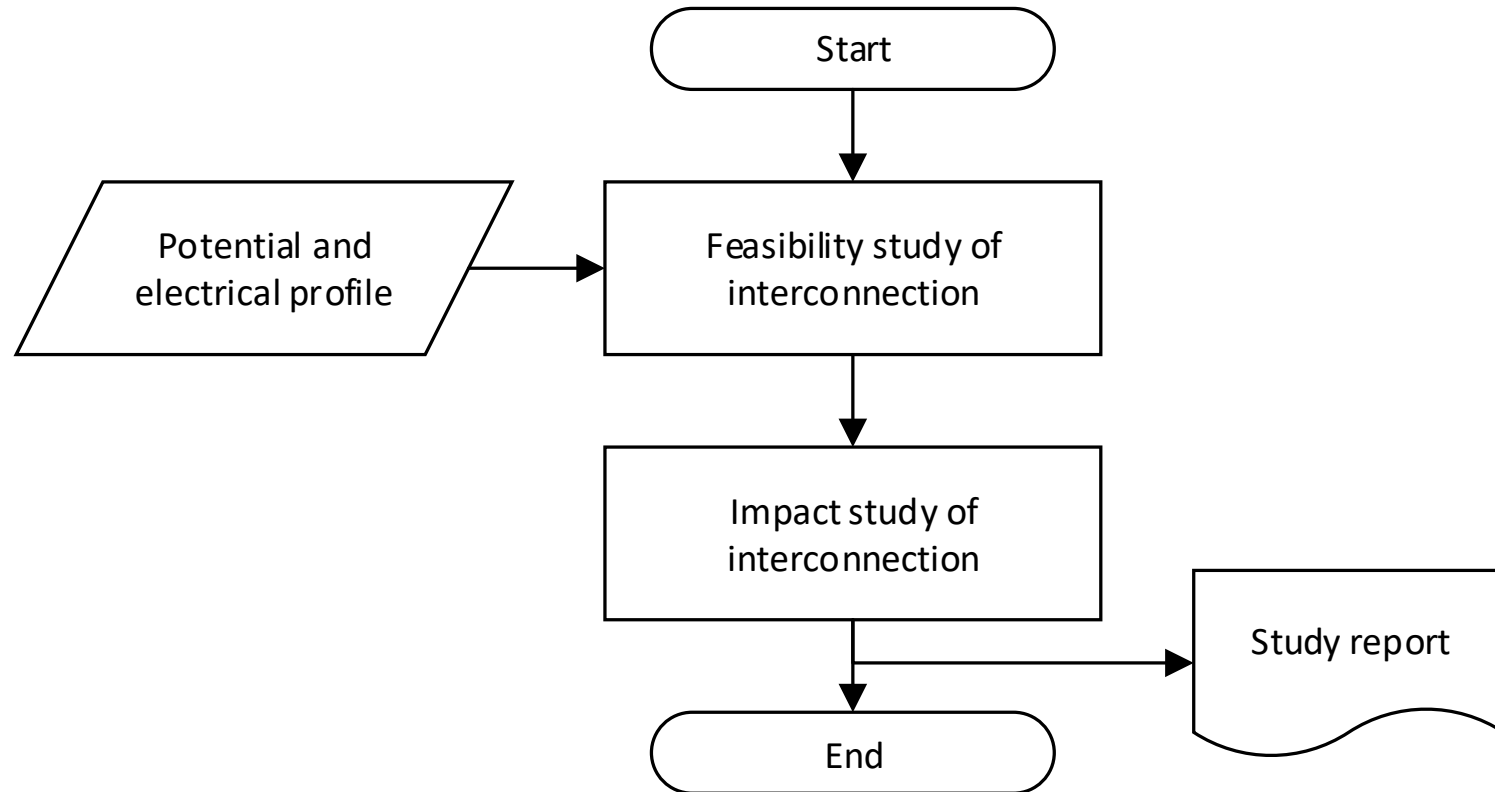 Start
Potential and
electrical profile
Feasibility study of
interconnection
Impact study of
interconnection
Study report
End